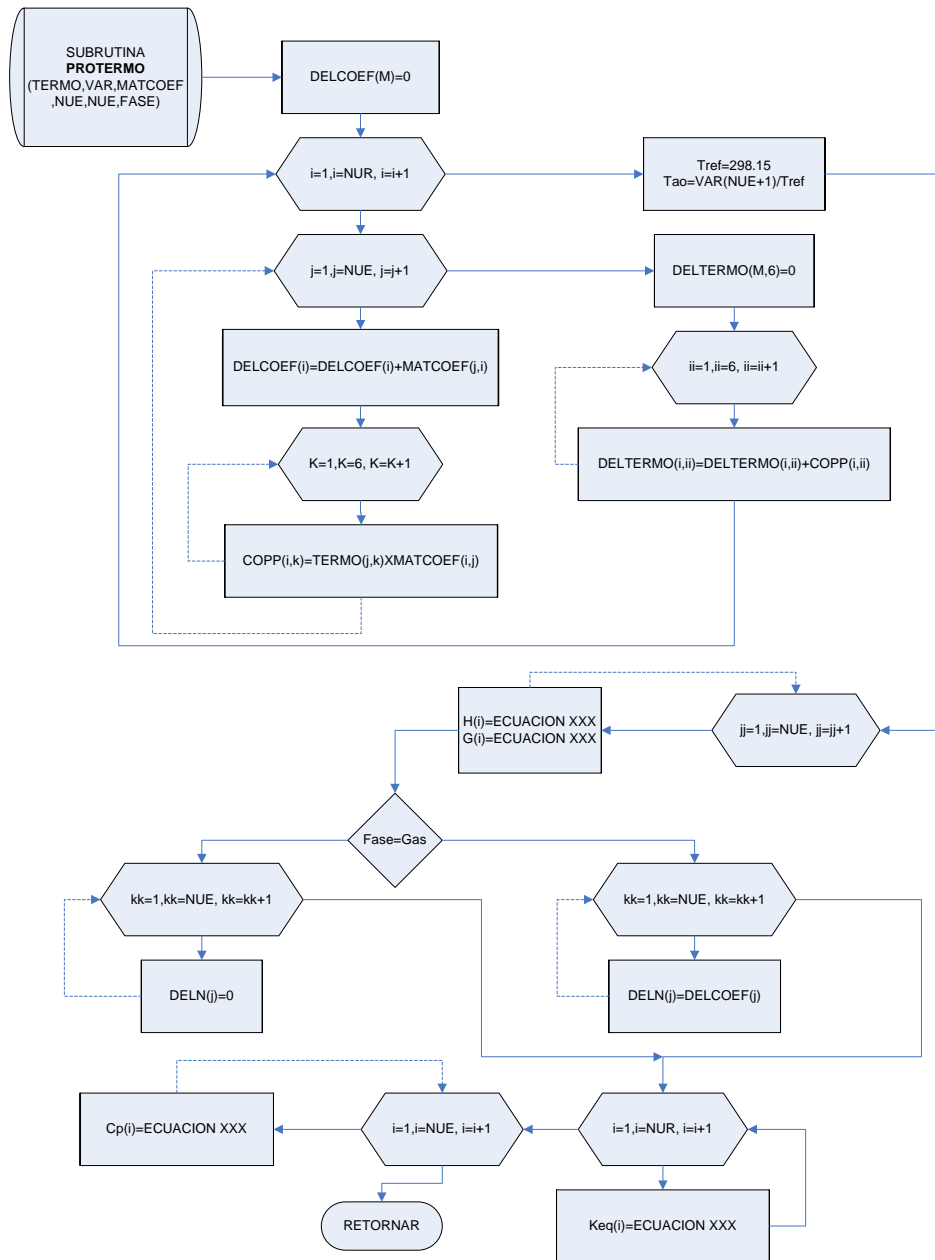 SUBRUTINA
PROTERMO
(TERMO,VAR,MATCOEF
,NUE,NUE,FASE)
DELCOEF(M)=0
i=1,i=NUR, i=i+1
Tref=298.15
Tao=VAR(NUE+1)/Tref
j=1,j=NUE, j=j+1
DELTERMO(M,6)=0
DELCOEF(i)=DELCOEF(i)+MATCOEF(j,i)
ii=1,ii=6, ii=ii+1
K=1,K=6, K=K+1
DELTERMO(i,ii)=DELTERMO(i,ii)+COPP(i,ii)
COPP(i,k)=TERMO(j,k)XMATCOEF(i,j)
H(i)=ECUACION XXX
G(i)=ECUACION XXX
jj=1,jj=NUE, jj=jj+1
Fase=Gas
kk=1,kk=NUE, kk=kk+1
kk=1,kk=NUE, kk=kk+1
DELN(j)=0
DELN(j)=DELCOEF(j)
Cp(i)=ECUACION XXX
i=1,i=NUE, i=i+1
i=1,i=NUR, i=i+1
RETORNAR
Keq(i)=ECUACION XXX